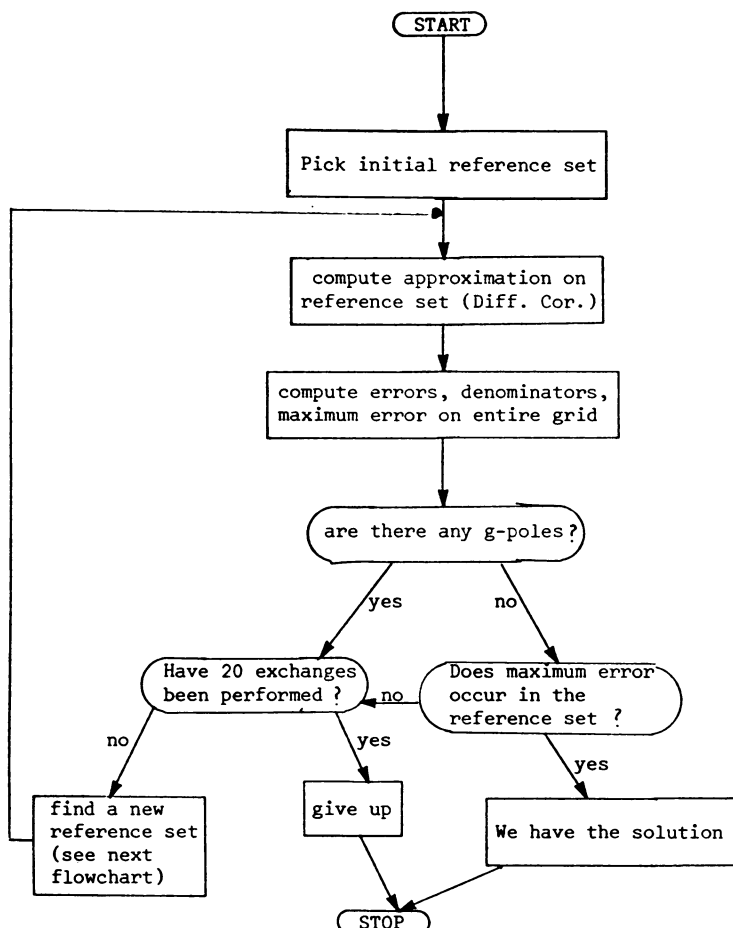 START
Pick initial reference set
compute approximation on
reference set (Diff. Cor.)
compute errors, denominators,
maximum error on entire grid
are there any g-poles?
yes
no
Have 20 exchanges
been performed?
no
Does maximum error
occur in the
reference set ?
no
yes
yes
find a new
reference set
(see next
flowchart)
give up
We have the solution
STOP